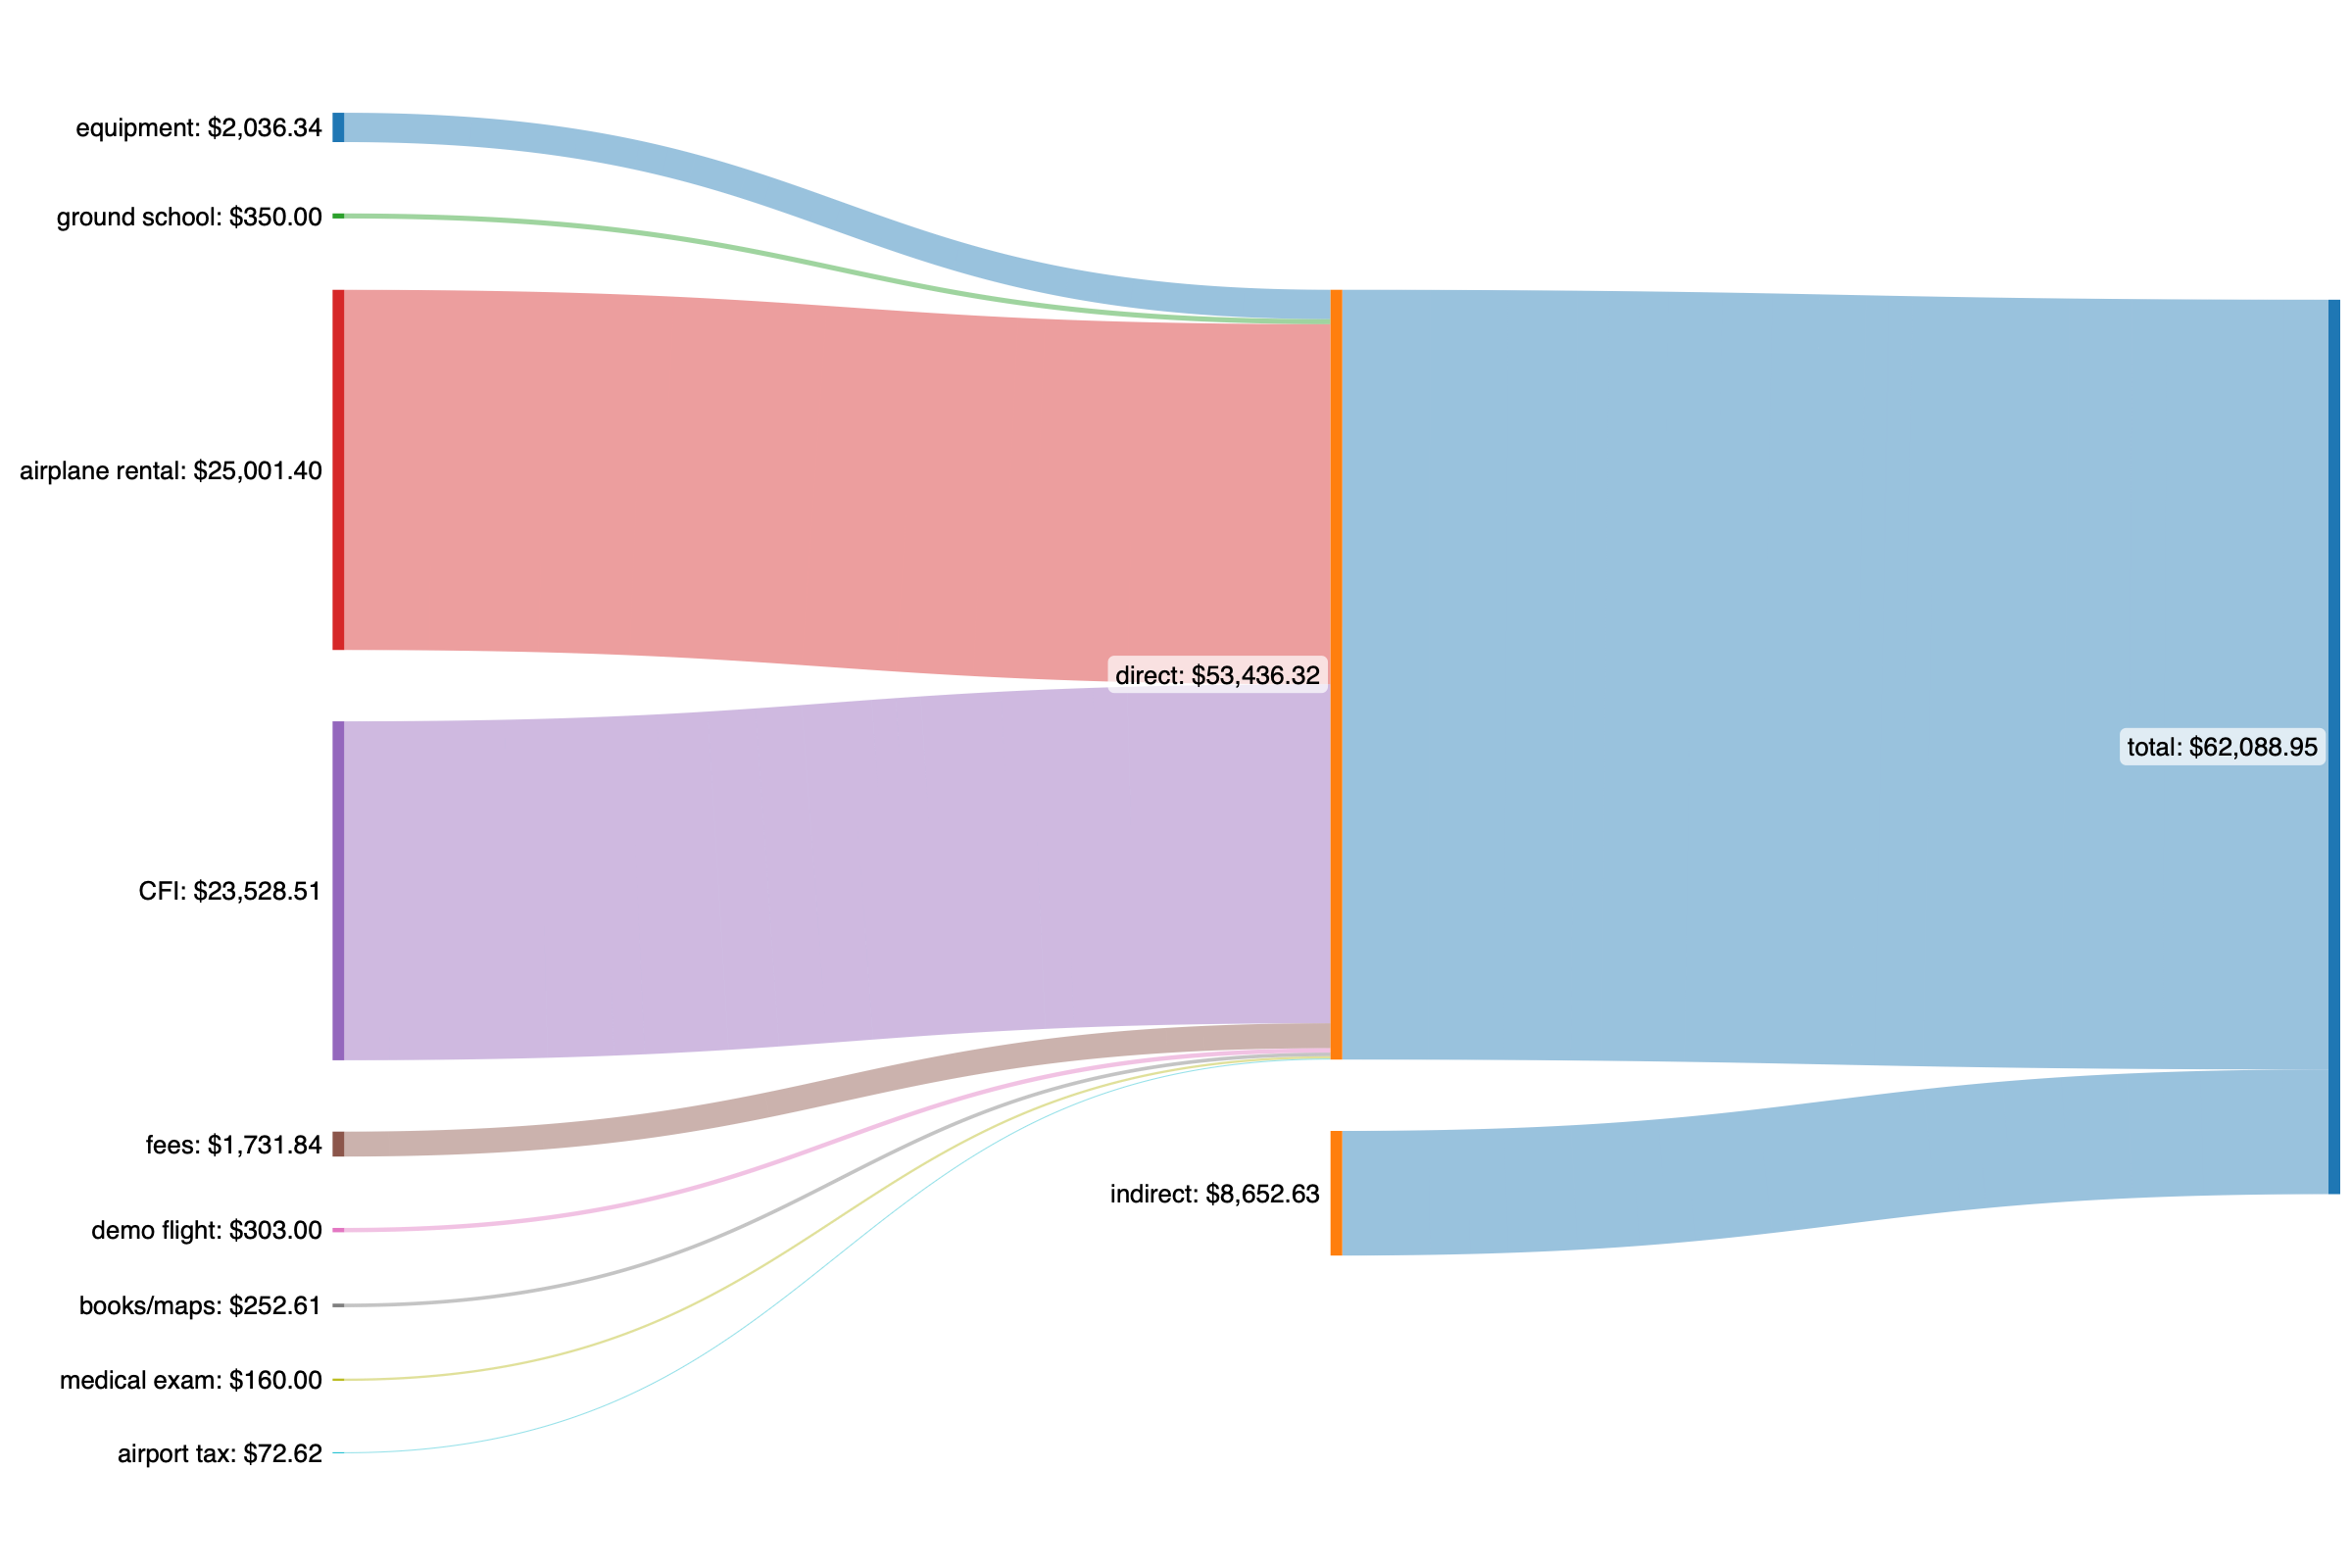 equipment: $2,036.34
ground school: $350.00
airplane rental: $25,001.40
direct: $53,436.32
total: $62,088.95
CFI: $23,528.51
fees: $1,731.84
indirect: $8,652.63
demo flight: $303.00
books/maps: $252.61
medical exam: $160.00
airport tax: $72.62